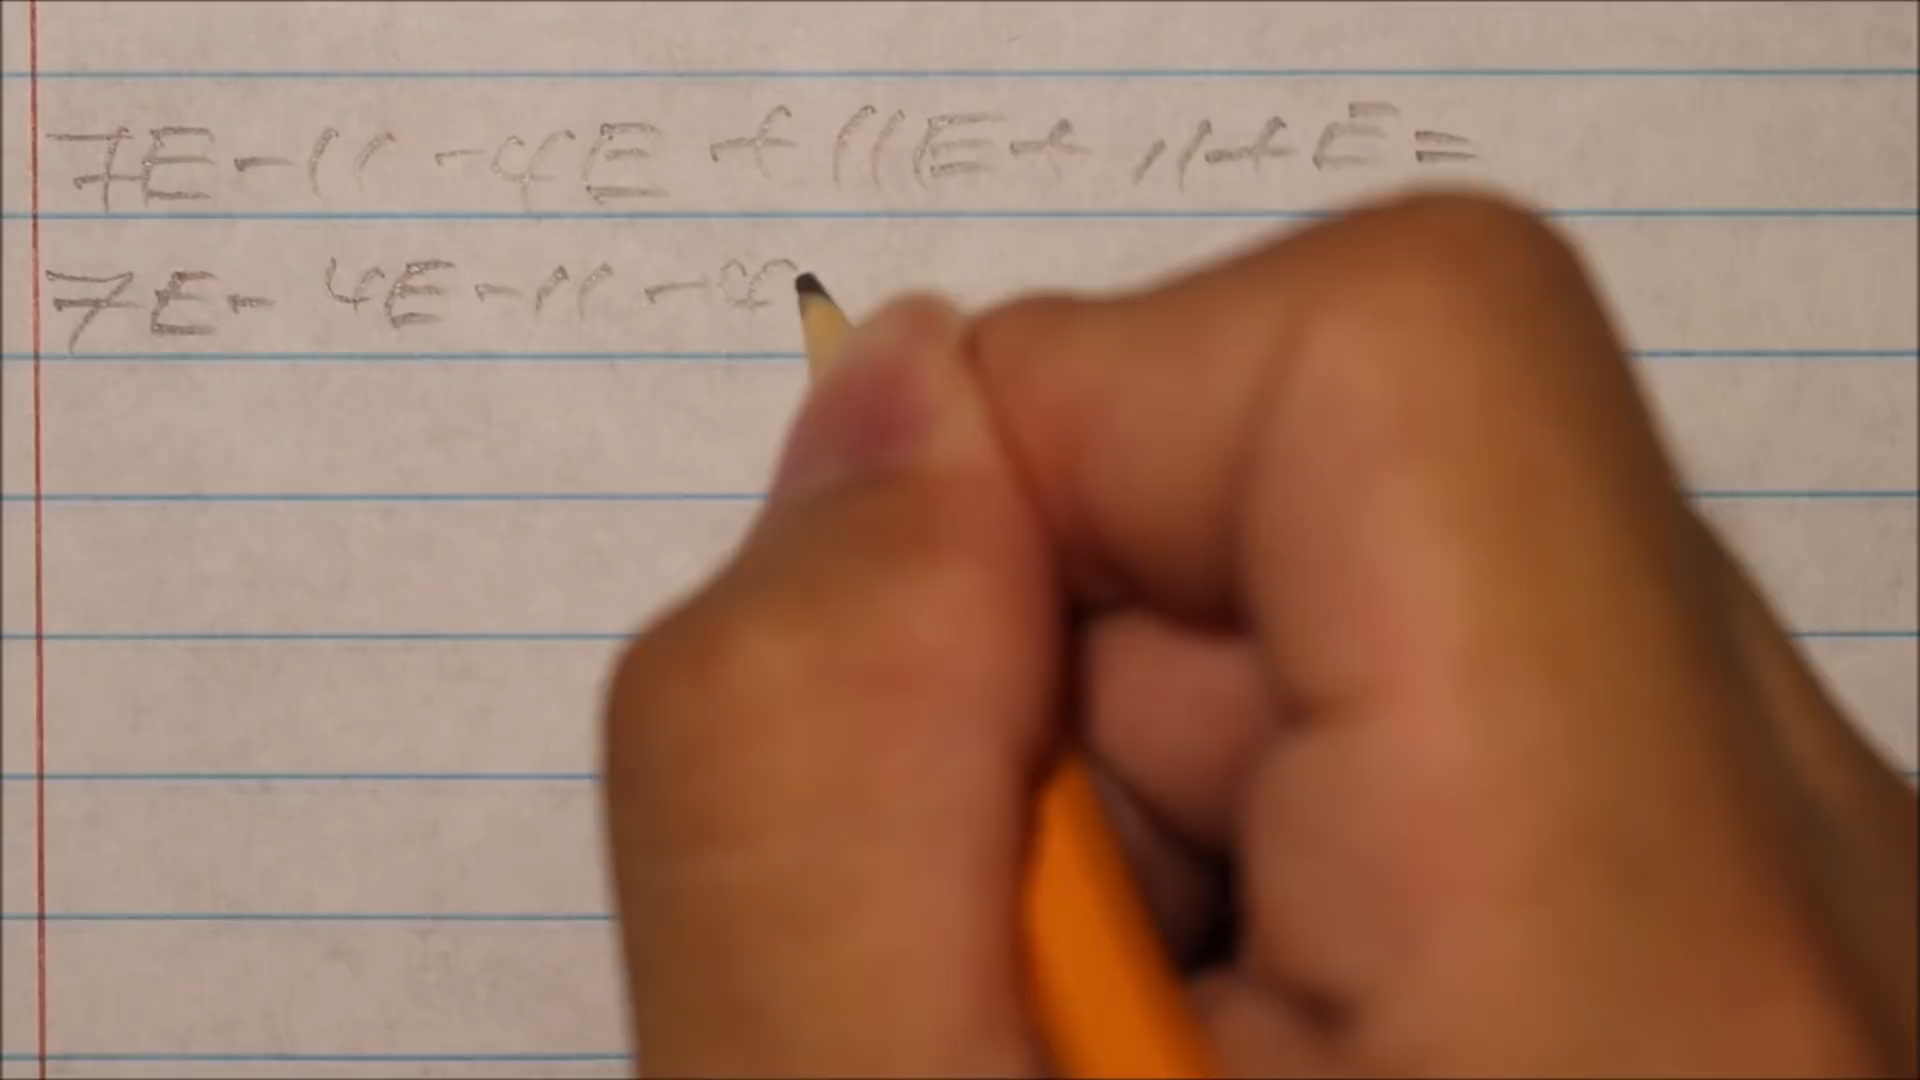 7E - 11 - 4E + 11E + 11 + E =
7E - 4E - 11 -